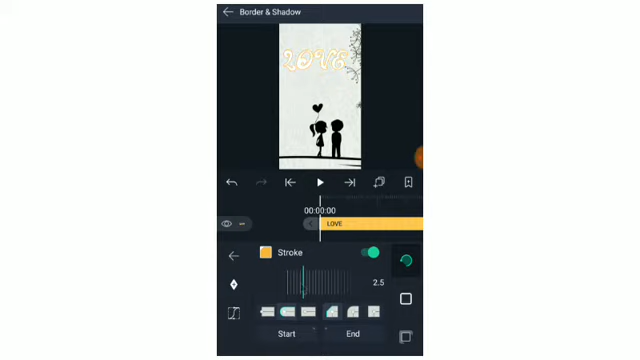 Border & Shadow
LOVE
00:00:00
LOVE
Stroke
2.5
Start
End